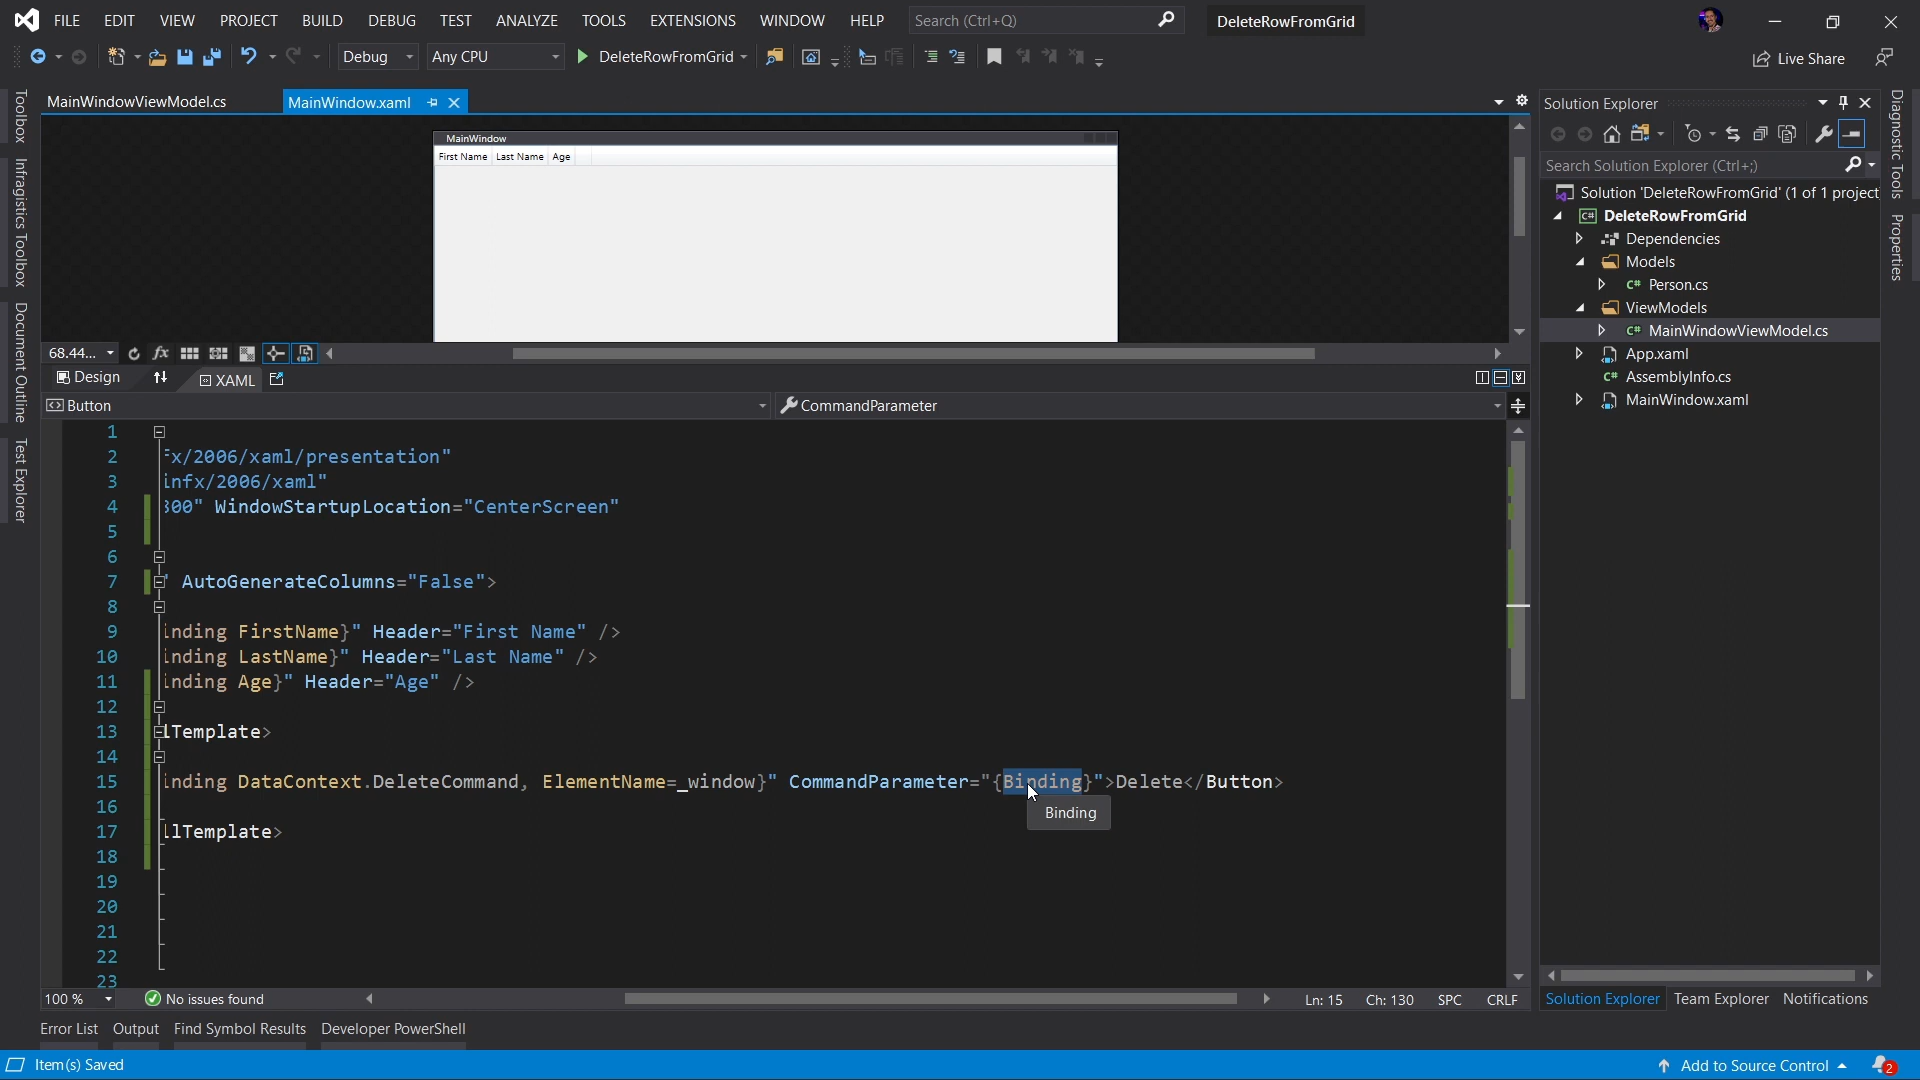 FILE EDIT VIEW PROJECT BUILD DEBUG TEST ANALYZE TOOLS EXTENSIONS WINDOW HELP Search (Ctrl+Q) DeleteRowFromGrid
Debug Any CPU DeleteRowFromGrid Live Share
Toolbox
Infragistics Toolbox
Document Outline
Test Explorer
MainWindowViewModel.cs MainWindow.xaml
MainWindow
First Name Last Name Age
68.44...
Design XAML
Button CommandParameter
1
2 fx/2006/xaml/presentation"
3 infx/2006/xaml"
4 300" WindowStartupLocation="CenterScreen"
5
6
7 " AutoGenerateColumns="False">
8
9 inding FirstName}" Header="First Name" />
10 inding LastName}" Header="Last Name" />
11 inding Age}" Header="Age" />
12
13 lTemplate>
14
15 inding DataContext.DeleteCommand, ElementName=_window}" CommandParameter="{Binding}">Delete</Button>
Binding
16
17 llTemplate>
18
19
20
21
22
23
100 % No issues found Ln: 15 Ch: 130 SPC CRLF
Solution Explorer
Search Solution Explorer (Ctrl+;)
Solution 'DeleteRowFromGrid' (1 of 1 project
DeleteRowFromGrid
Dependencies
Models
C# Person.cs
ViewModels
C# MainWindowViewModel.cs
App.xaml
C# AssemblyInfo.cs
MainWindow.xaml
Solution Explorer Team Explorer Notifications
Diagnostic Tools
Properties
Error List Output Find Symbol Results Developer PowerShell
Item(s) Saved Add to Source Control 2